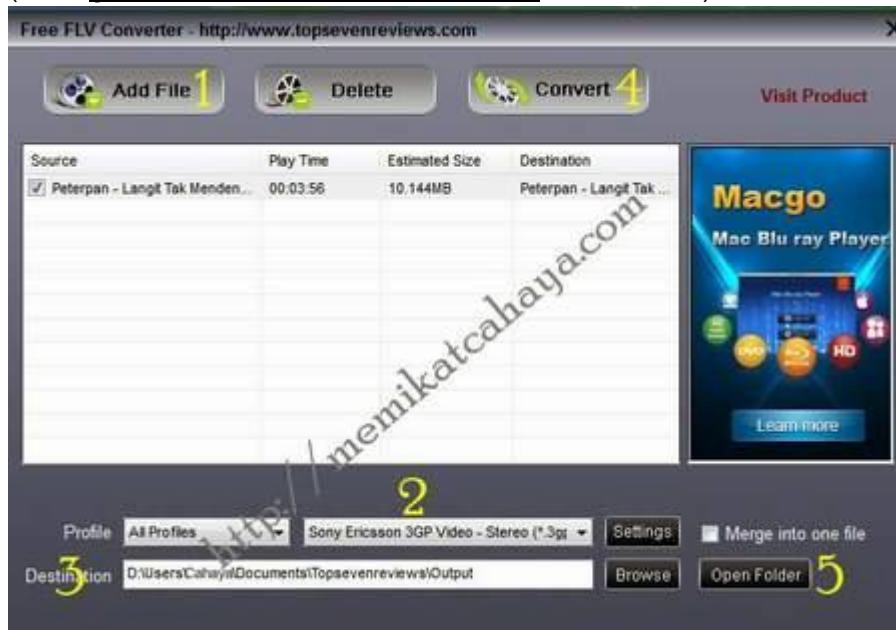 Free FLV Converter - http://www.topsevenreviews.com
Add File 1 Delete Convert 4
Visit Product
Source Play Time Estimated Size Destination
Peterpan - Langit Tak Menden... 00:03:56 10.144MB Peterpan - Langit Tak ...
Macgo
Mac Blu ray Player
DVD
HD
Learn more
http://memikatcahaya.com
2
Profile All Profiles Sony Ericsson 3GP Video - Stereo (*.3gp Settings Merge into one file
3
Destination D:\Users\Cahaya\Documents\Topsevenreviews\Output Browse Open Folder 5